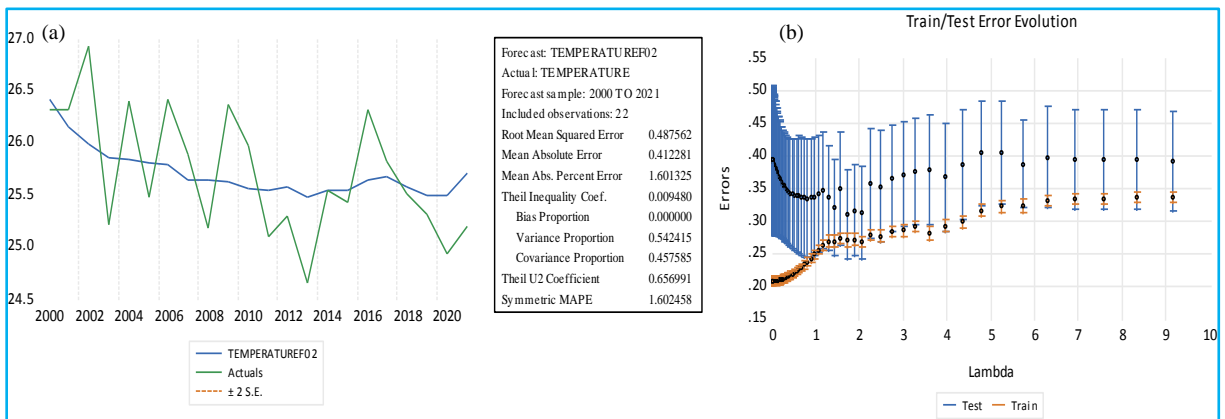 (a)
27.0
26.5
26.0
25.5
25.0
24.5
2000 2002 2004 2006 2008 2010 2012 2014 2016 2018 2020
TEMPERATUREF02
Actuals
± 2 S.E.
Forecast: TEMPERATUREF02
Actual: TEMPERATURE
Forecast sample: 2000 TO 2021
Included observations: 22
Root Mean Squared Error 0.487562
Mean Absolute Error 0.412281
Mean Abs. Percent Error 1.601325
Theil Inequality Coef. 0.009480
Bias Proportion 0.000000
Variance Proportion 0.542415
Covariance Proportion 0.457585
Theil U2 Coefficient 0.656991
Symmetric MAPE 1.602458
Train/Test Error Evolution
(b)
.55
.50
.45
.40
.35
.30
.25
.20
.15
Errors
0 1 2 3 4 5 6 7 8 9 10
Lambda
Test Train